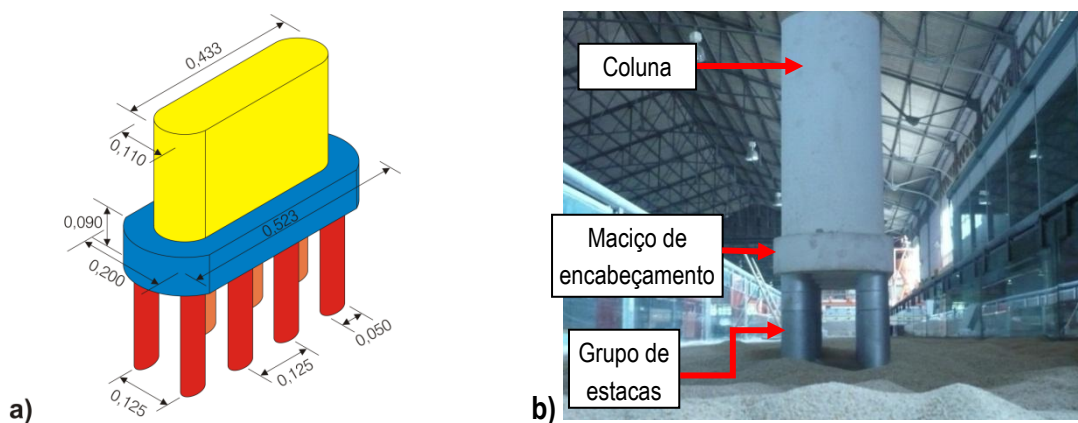 0,433
0,110
0,090
0,523
0,200
0,050
0,125
0,125
a)
Coluna
Maciço de
encabeçamento
Grupo de
estacas
b)